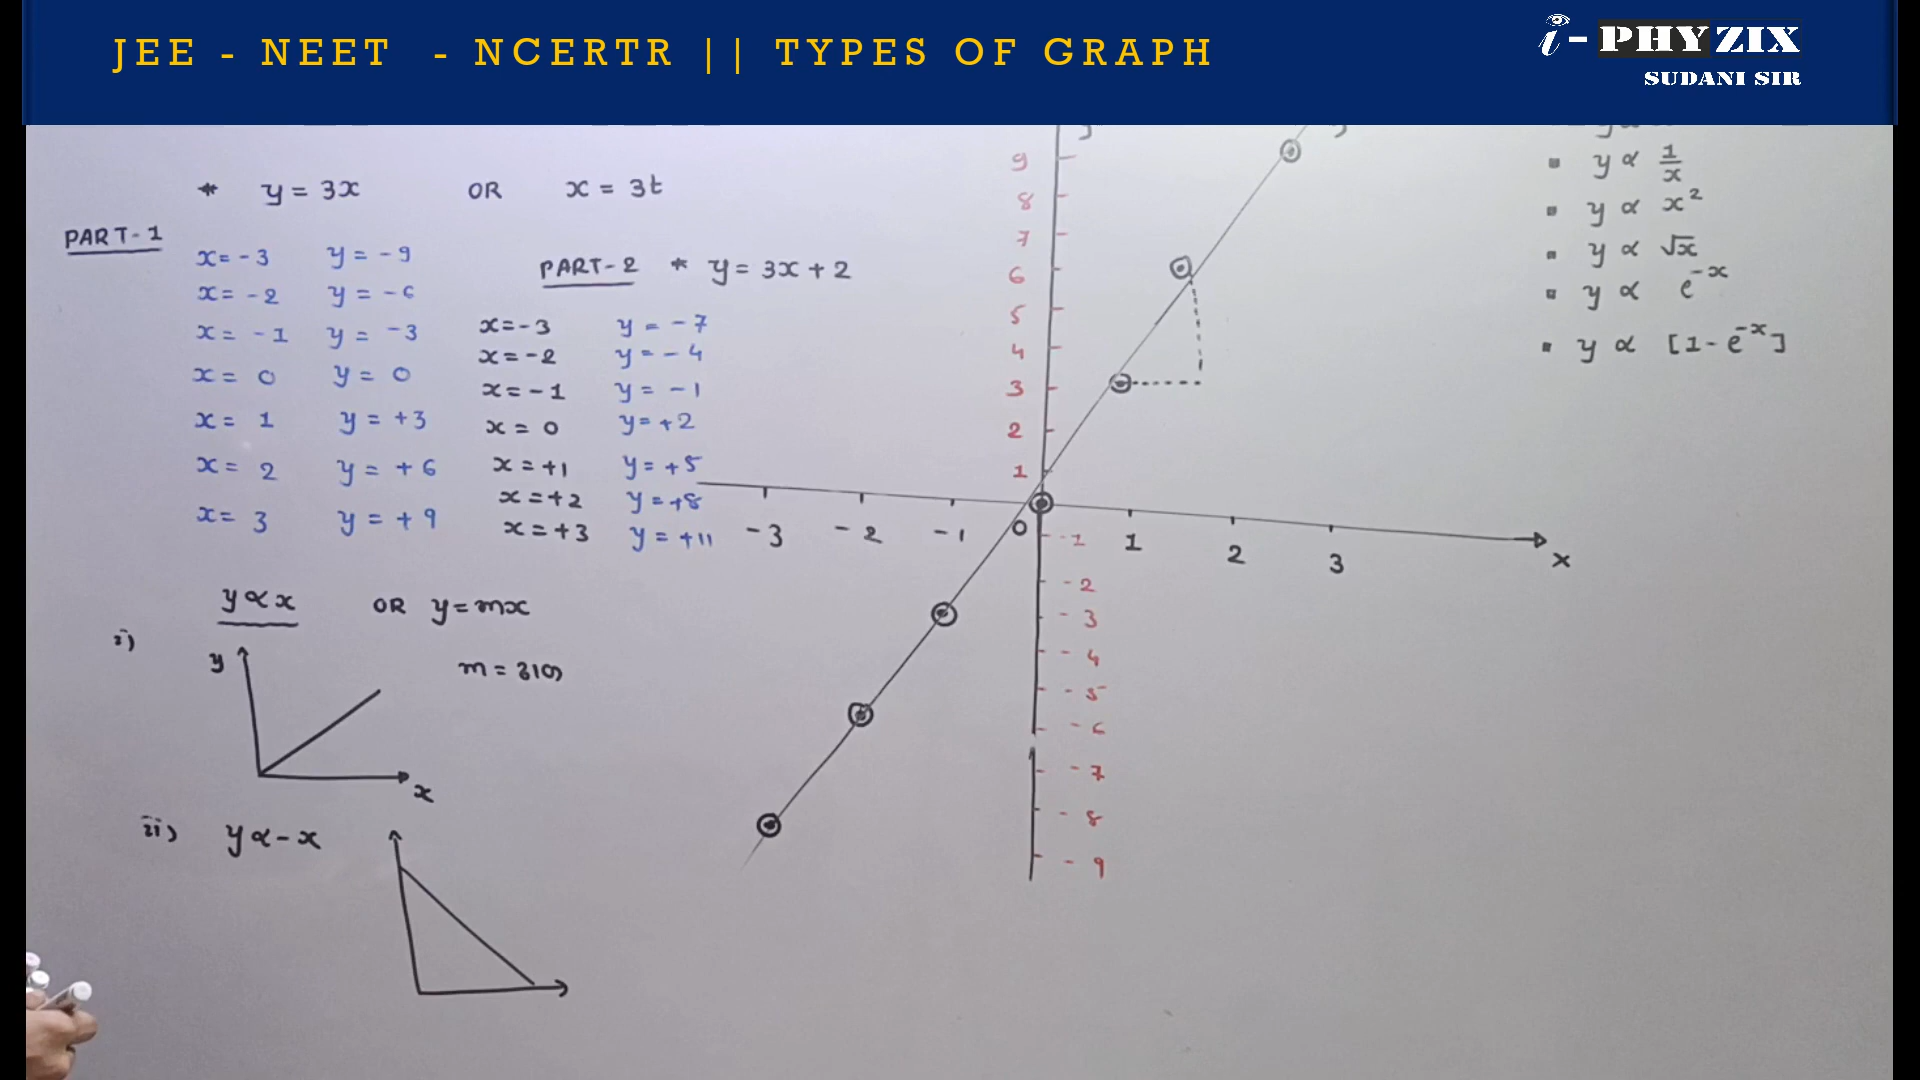 JEE - NEET - NCERTR || TYPES OF GRAPH
i-PHYZIX
SUDANI SIR
* y = 3x OR x = 3t
PART-1
x = -3 y = -9
x = -2 y = -6
x = -1 y = -3
x = 0 y = 0
x = 1 y = +3
x = 2 y = +6
x = 3 y = +9
PART-2 * y = 3x + 2
x = -3 y = -7
x = -2 y = -4
x = -1 y = -1
x = 0 y = +2
x = +1 y = +5
x = +2 y = +8
x = +3 y = +11
y ∝ x OR y = mx
i)
y
x
ii) y ∝ - x
9
8
7
6
5
4
3
2
1
-3 -2 -1 0 1 2 3 x
-1
-2
-3
-4
-5
-6
-7
-8
-9
▪ y ∝ 1/x
▪ y ∝ x²
▪ y ∝ √x
▪ y ∝ e^-x
▪ y ∝ [1 - e^-x]